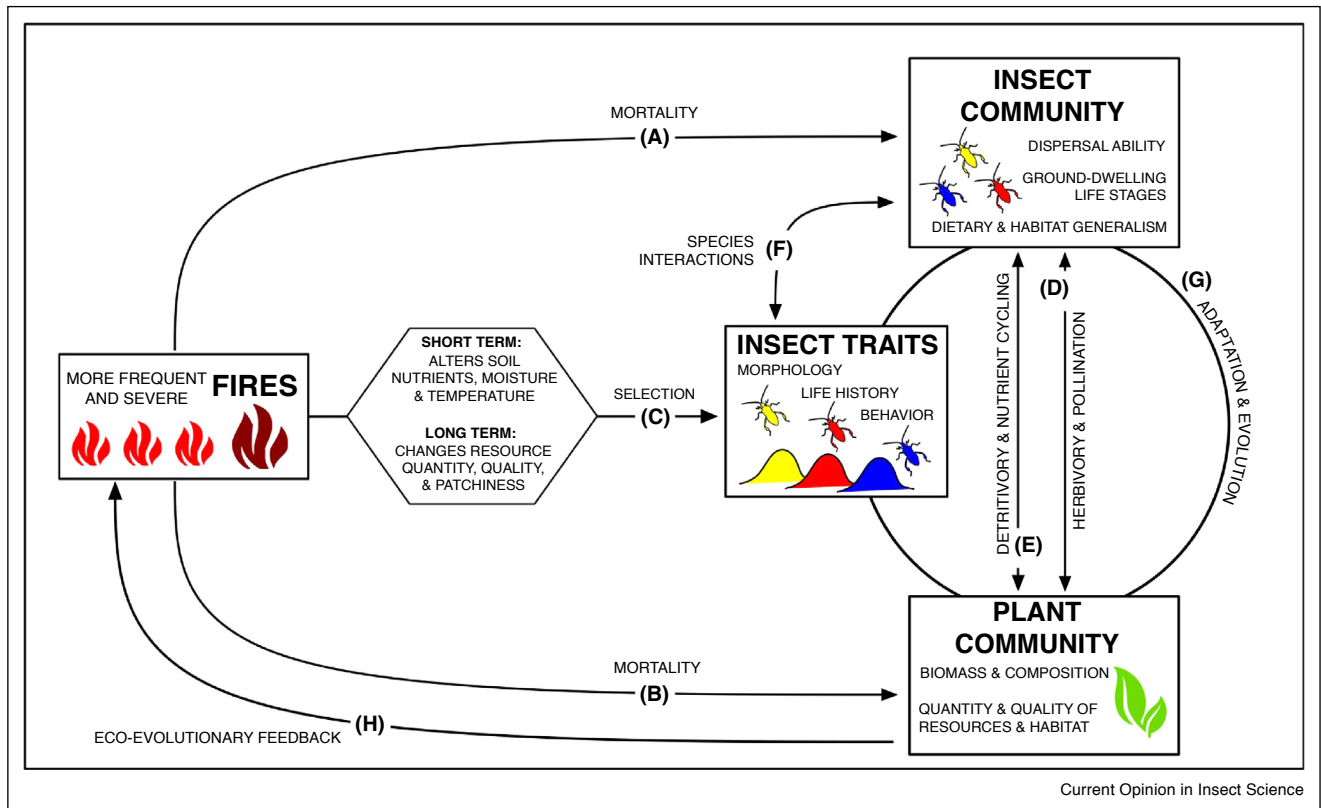 INSECT
COMMUNITY
DISPERSAL ABILITY
GROUND-DWELLING
LIFE STAGES
DIETARY & HABITAT GENERALISM
MORTALITY
(A)
SPECIES
INTERACTIONS
(F)
MORE FREQUENT
AND SEVERE
FIRES
SHORT TERM:
ALTERS SOIL
NUTRIENTS, MOISTURE
& TEMPERATURE
LONG TERM:
CHANGES RESOURCE
QUANTITY, QUALITY,
& PATCHINESS
SELECTION
(C)
INSECT TRAITS
MORPHOLOGY
LIFE HISTORY
BEHAVIOR
DETRITIVORY & NUTRIENT CYCLING
(E)
(D)
HERBIVORY & POLLINATION
(G)
ADAPTATION & EVOLUTION
MORTALITY
(B)
PLANT
COMMUNITY
BIOMASS & COMPOSITION
QUANTITY & QUALITY OF
RESOURCES & HABITAT
ECO-EVOLUTIONARY FEEDBACK
(H)
Current Opinion in Insect Science